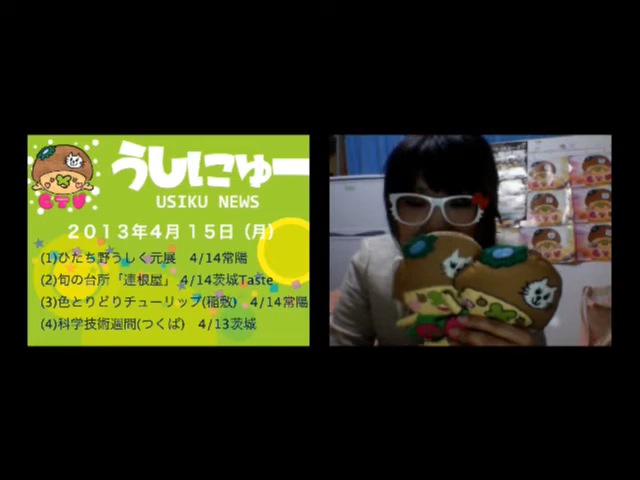 CTV
うしにゅー
USIKU NEWS
2013年4月15日（月）
(1)ひたち野うしく元展　4/14常陽
(2)旬の台所「連根屋」4/14茨城Taste
(3)色とりどりチューリップ(稲敷)　4/14常陽
(4)科学技術週間(つくば)　4/13茨城